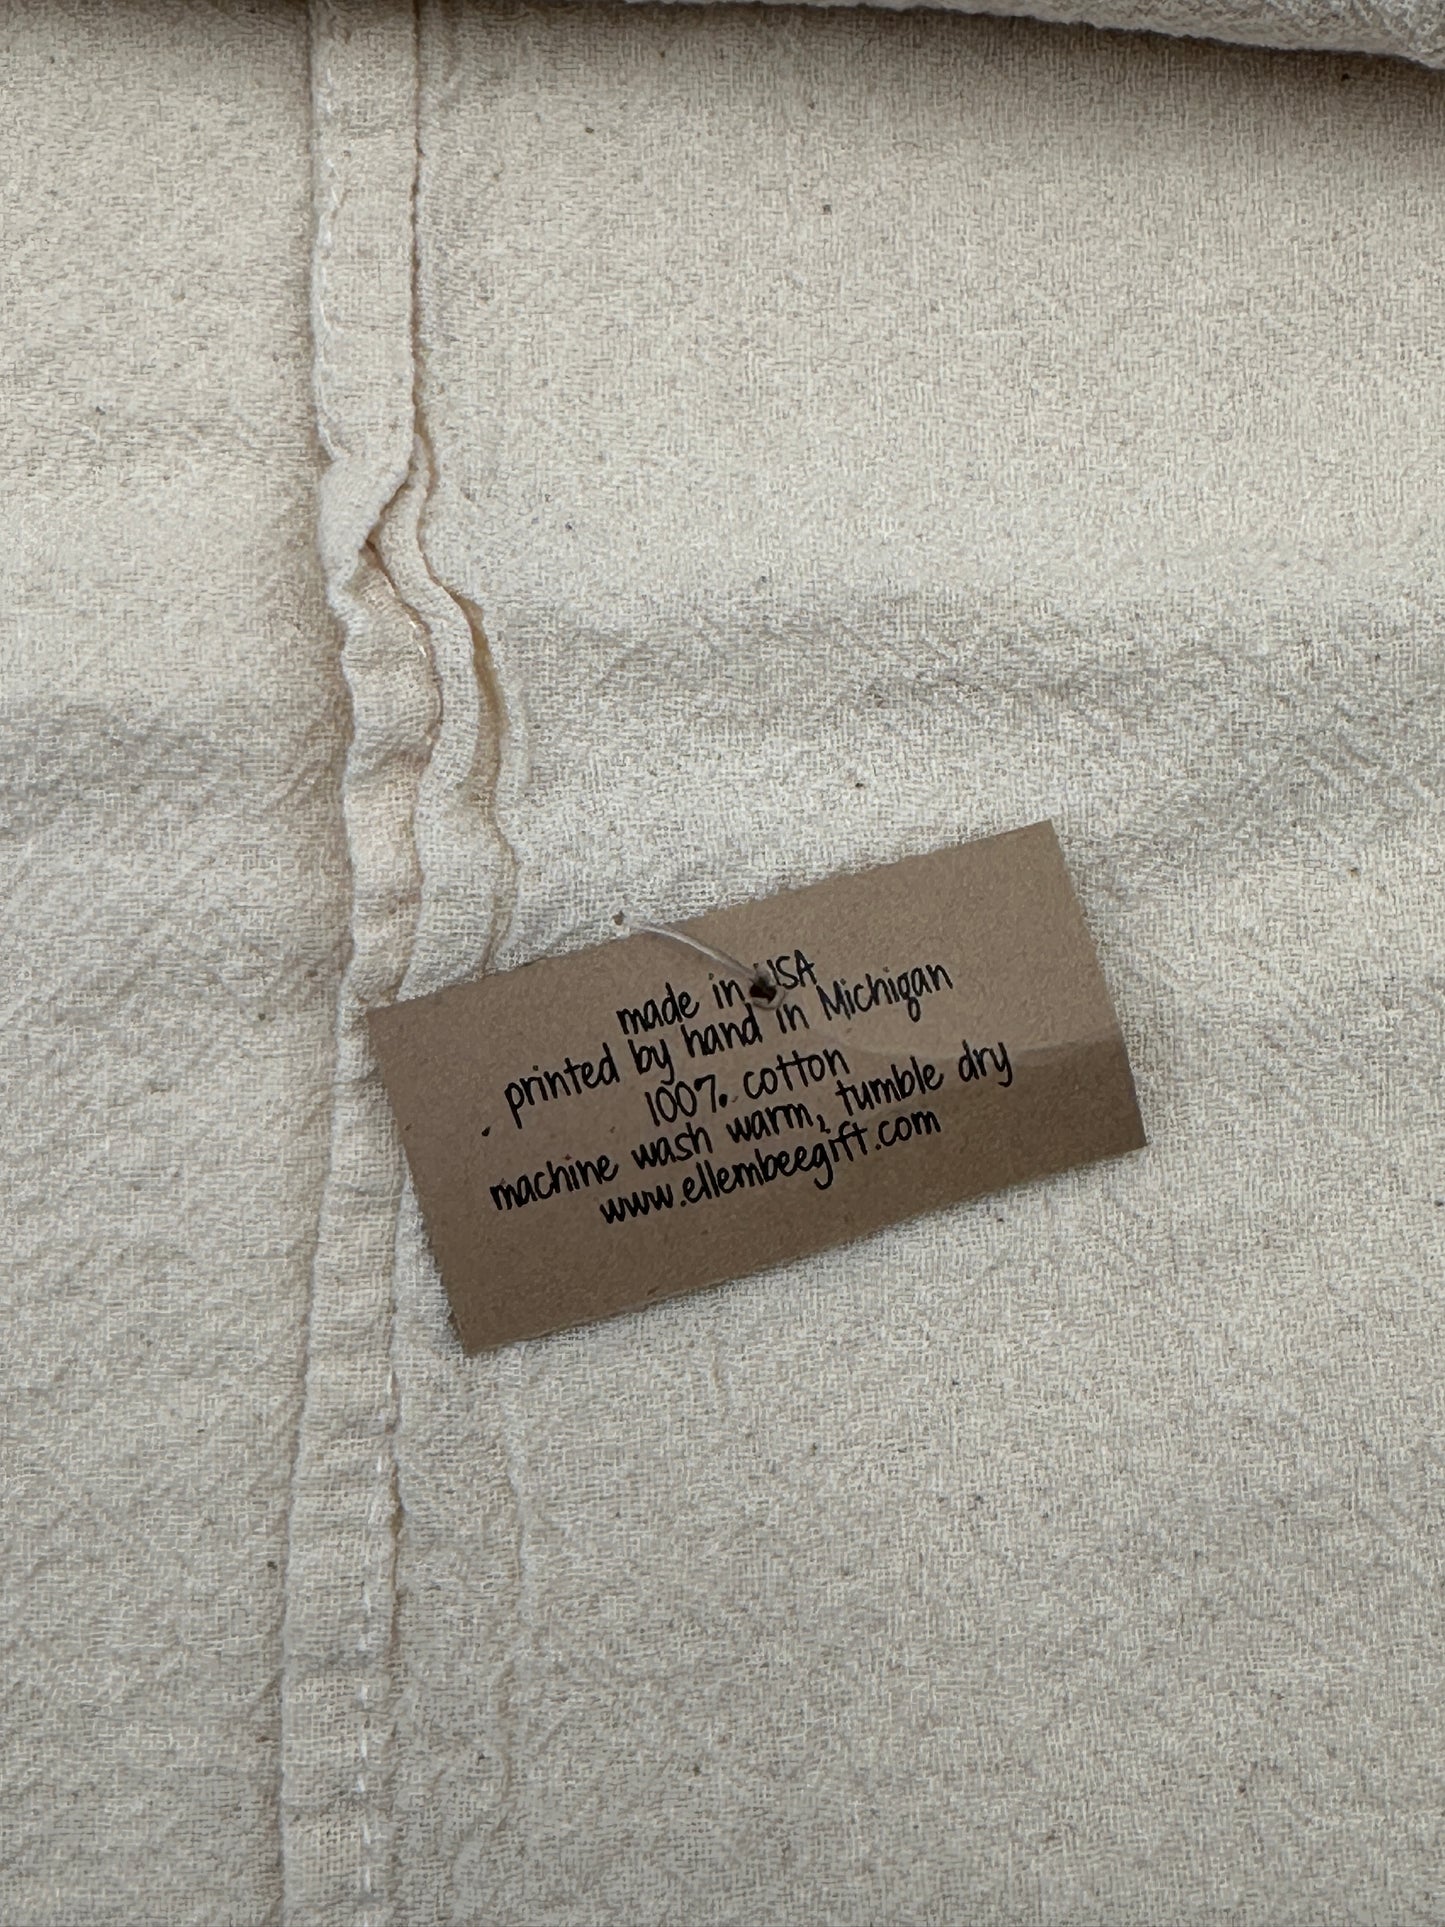 made in USA
printed by hand in Michigan
100% cotton
machine wash warm, tumble dry
www.ellembeegift.com